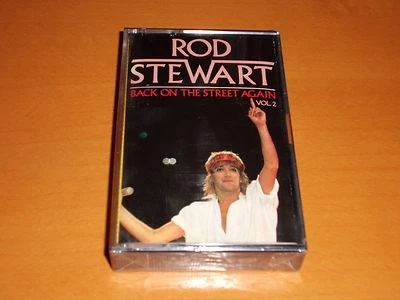 ROD
STEWART
BACK ON THE STREET AGAIN
VOL.2